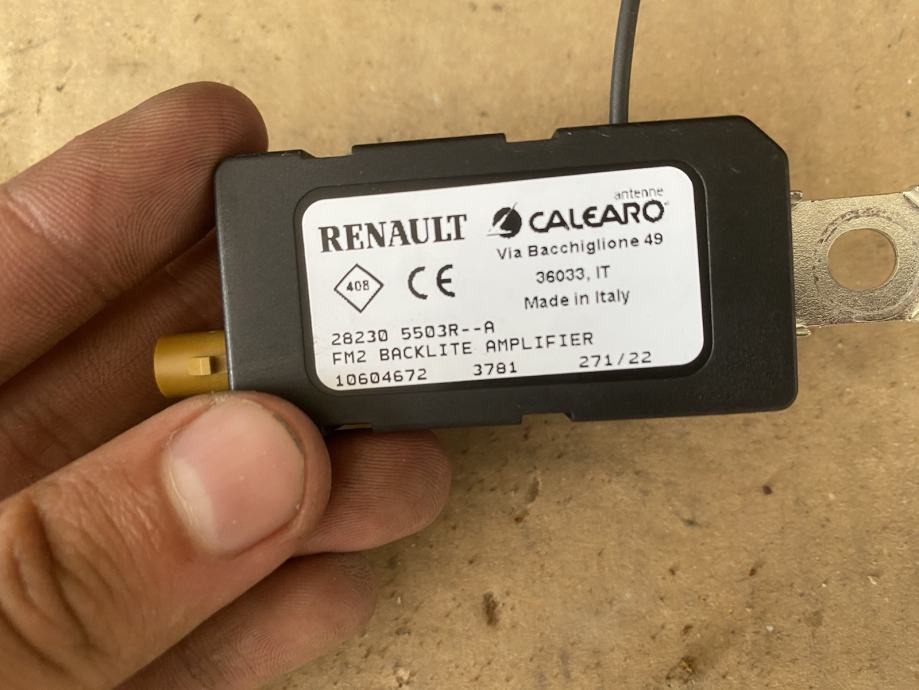 RENAULT
antenne
CALEARO
Via Bacchiglione 49
36033, IT
Made in Italy
408
CE
28230 5503R--A
FM2 BACKLITE AMPLIFIER
10604672 3781 271/22